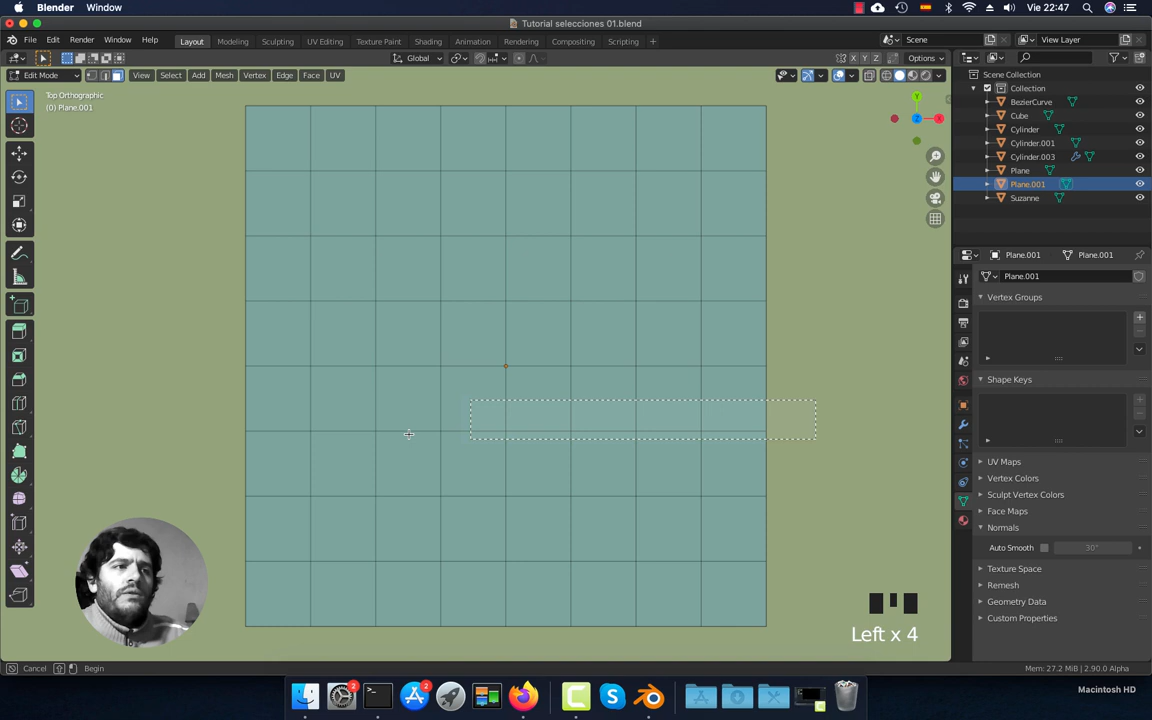 Blender Window Vie 22:47
Tutorial selecciones 01.blend
File Edit Render Window Help Layout Modeling Sculpting UV Editing Texture Paint Shading Animation Rendering Compositing Scripting + Scene View Layer
Global X Y Z Options
Edit Mode View Select Add Mesh Vertex Edge Face UV
Scene Collection
Collection
BezierCurve
Cube
Cylinder
Cylinder.001
Cylinder.003
Plane
Plane.001
Suzanne
Top Orthographic
(0) Plane.001
Y
Z
X
Plane.001 Plane.001
Plane.001
Vertex Groups
Shape Keys
UV Maps
Vertex Colors
Sculpt Vertex Colors
Face Maps
Normals
Auto Smooth 30°
Texture Space
Remesh
Geometry Data
Custom Properties
Left x 4
Cancel Begin Mem: 27.2 MiB | 2.90.0 Alpha
2 2
Macintosh HD